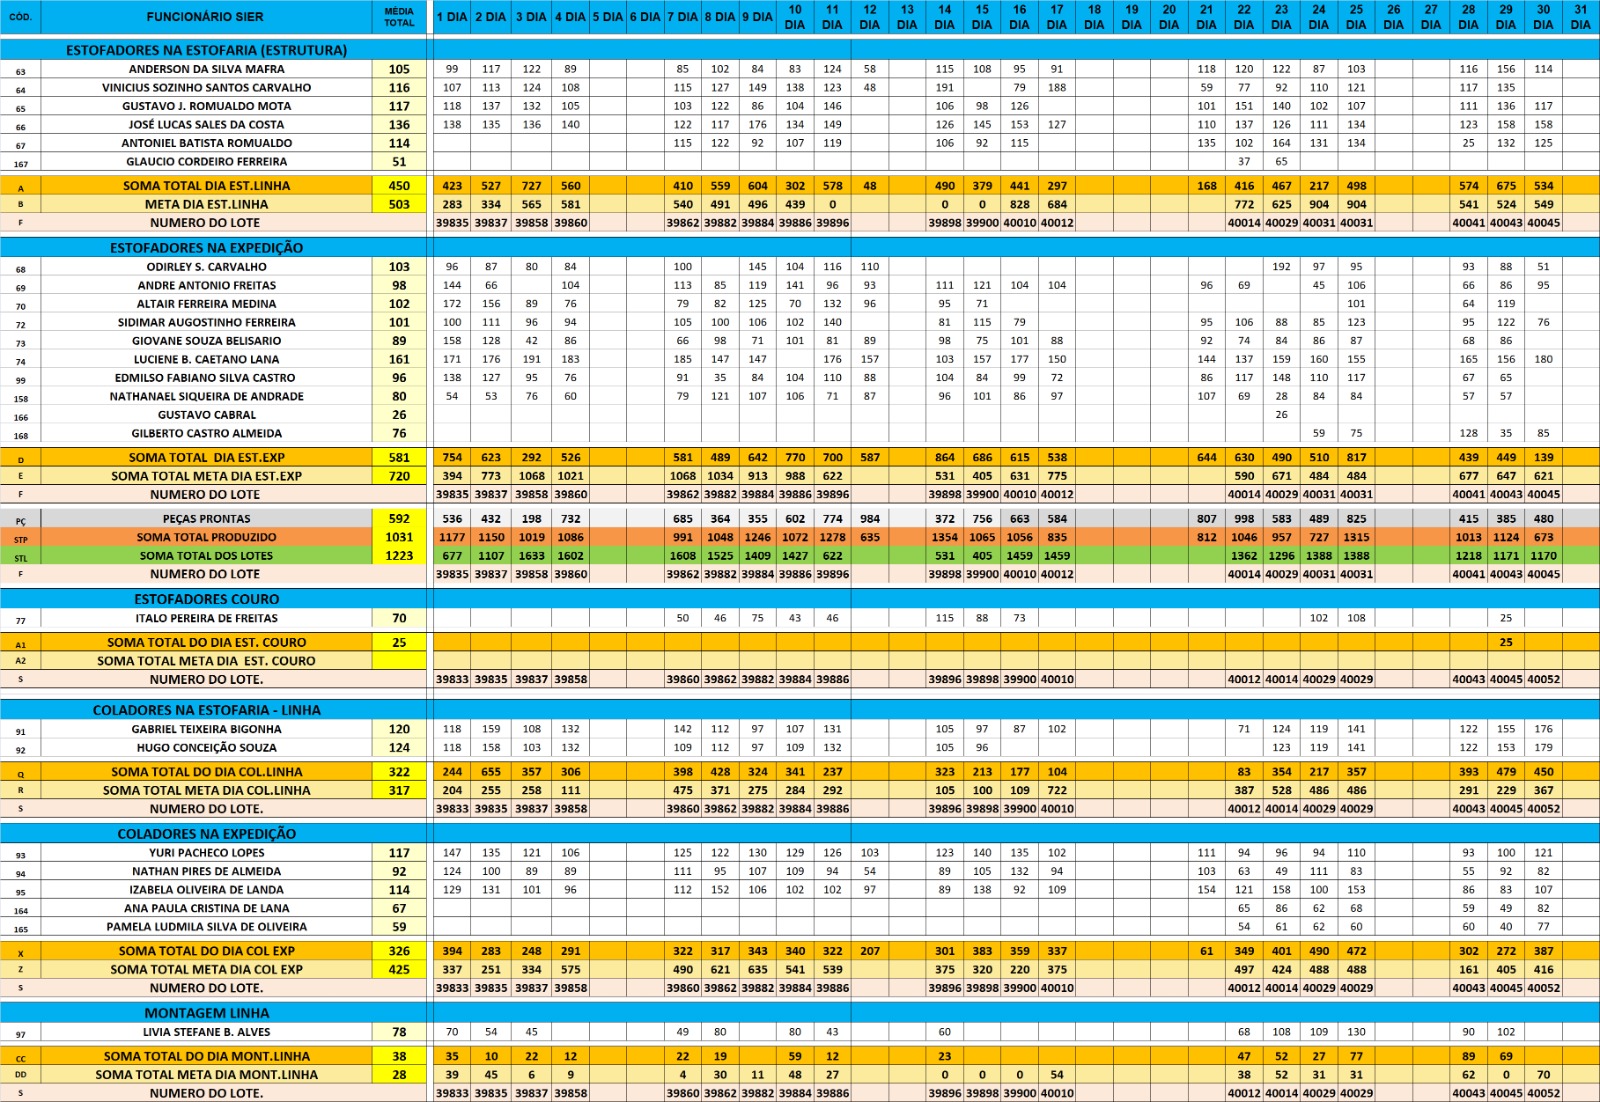 CÓD. FUNCIONÁRIO SIER MÉDIA TOTAL 1 DIA 2 DIA 3 DIA 4 DIA 5 DIA 6 DIA 7 DIA 8 DIA 9 DIA 10 DIA 11 DIA 12 DIA 13 DIA 14 DIA 15 DIA 16 DIA 17 DIA 18 DIA 19 DIA 20 DIA 21 DIA 22 DIA 23 DIA 24 DIA 25 DIA 26 DIA 27 DIA 28 DIA 29 DIA 30 DIA 31 DIA
ESTOFADORES NA ESTOFARIA (ESTRUTURA)
63 ANDERSON DA SILVA MAFRA 105 99 117 122 89 85 102 84 83 124 58 115 108 95 91 118 120 122 87 103 116 156 114
64 VINICIUS SOZINHO SANTOS CARVALHO 116 107 113 124 108 115 127 149 138 123 48 191 79 188 59 77 92 110 121 117 135
65 GUSTAVO J. ROMUALDO MOTA 117 118 137 132 105 103 122 86 104 146 106 98 126 101 151 140 102 107 111 136 117
66 JOSÉ LUCAS SALES DA COSTA 136 138 135 136 140 122 117 176 134 149 126 145 153 127 110 137 126 111 134 123 158 158
67 ANTONIEL BATISTA ROMUALDO 114 115 122 92 107 119 106 92 115 135 102 164 131 134 25 132 125
167 GLAUCIO CORDEIRO FERREIRA 51 37 65
A SOMA TOTAL DIA EST.LINHA 450 423 527 727 560 410 559 604 302 578 48 490 379 441 297 168 416 467 217 498 574 675 534
B META DIA EST.LINHA 503 283 334 565 581 540 491 496 439 0 0 0 828 684 772 625 904 904 541 524 549
F NUMERO DO LOTE 39835 39837 39858 39860 39862 39882 39884 39886 39896 39898 39900 40010 40012 40014 40029 40031 40031 40041 40043 40045
ESTOFADORES NA EXPEDIÇÃO
68 ODIRLEY S. CARVALHO 103 96 87 80 84 100 145 104 116 110 192 97 95 93 88 51
69 ANDRE ANTONIO FREITAS 98 144 66 104 113 85 119 141 96 93 111 121 104 104 96 69 45 106 66 86 95
70 ALTAIR FERREIRA MEDINA 102 172 156 89 76 79 82 125 70 132 96 95 71 101 64 119
72 SIDIMAR AUGOSTINHO FERREIRA 101 100 111 96 94 105 100 106 102 140 81 115 79 95 106 88 85 123 95 122 76
73 GIOVANE SOUZA BELISARIO 89 158 128 42 86 66 98 71 101 81 89 98 75 101 88 92 74 84 86 87 68 86
74 LUCIENE B. CAETANO LANA 161 171 176 191 183 185 147 147 176 157 103 157 177 150 144 137 159 160 155 165 156 180
99 EDMILSO FABIANO SILVA CASTRO 96 138 127 95 76 91 35 84 104 110 88 104 84 99 72 86 117 148 110 117 67 65
158 NATHANAEL SIQUEIRA DE ANDRADE 80 54 53 76 60 79 121 107 106 71 87 96 101 86 97 107 69 28 84 84 57 57
166 GUSTAVO CABRAL 26 26
168 GILBERTO CASTRO ALMEIDA 76 59 75 128 35 85
D SOMA TOTAL DIA EST.EXP 581 754 623 292 526 581 489 642 770 700 587 864 686 615 538 644 630 490 510 817 439 449 139
E SOMA TOTAL META DIA EST.EXP 720 394 773 1068 1021 1068 1034 913 988 622 531 405 631 775 590 671 484 484 677 647 621
F NUMERO DO LOTE 39835 39837 39858 39860 39862 39882 39884 39886 39896 39898 39900 40010 40012 40014 40029 40031 40031 40041 40043 40045
PÇ PEÇAS PRONTAS 592 536 432 198 732 685 364 355 602 774 984 372 756 663 584 807 998 583 489 825 415 385 480
STP SOMA TOTAL PRODUZIDO 1031 1177 1150 1019 1086 991 1048 1246 1072 1278 635 1354 1065 1056 835 812 1046 957 727 1315 1013 1124 673
STL SOMA TOTAL DOS LOTES 1223 677 1107 1633 1602 1608 1525 1409 1427 622 531 405 1459 1459 1362 1296 1388 1388 1218 1171 1170
F NUMERO DO LOTE 39835 39837 39858 39860 39862 39882 39884 39886 39896 39898 39900 40010 40012 40014 40029 40031 40031 40041 40043 40045
ESTOFADORES COURO
77 ITALO PEREIRA DE FREITAS 70 50 46 75 43 46 115 88 73 102 108 25
A1 SOMA TOTAL DO DIA EST. COURO 25 25
A2 SOMA TOTAL META DIA EST. COURO
S NUMERO DO LOTE. 39833 39835 39837 39858 39860 39862 39882 39884 39886 39896 39898 39900 40010 40012 40014 40029 40029 40043 40045 40052
COLADORES NA ESTOFARIA - LINHA
91 GABRIEL TEIXEIRA BIGONHA 120 118 159 108 132 142 112 97 107 131 105 97 87 102 71 124 119 141 122 155 176
92 HUGO CONCEIÇÃO SOUZA 124 118 158 103 132 109 112 97 109 132 105 96 123 119 141 122 153 179
Q SOMA TOTAL DO DIA COL.LINHA 322 244 655 357 306 398 428 324 341 237 323 213 177 104 83 354 217 357 393 479 450
R SOMA TOTAL META DIA COL.LINHA 317 204 255 258 111 475 371 275 284 292 105 100 109 722 387 528 486 486 291 229 367
S NUMERO DO LOTE. 39833 39835 39837 39858 39860 39862 39882 39884 39886 39896 39898 39900 40010 40012 40014 40029 40029 40043 40045 40052
COLADORES NA EXPEDIÇÃO
93 YURI PACHECO LOPES 117 147 135 121 106 125 122 130 129 126 103 123 140 135 102 111 94 96 94 110 93 100 121
94 NATHAN PIRES DE ALMEIDA 92 124 100 89 89 111 95 107 109 94 54 89 105 132 94 103 63 49 111 83 55 92 82
95 IZABELA OLIVEIRA DE LANDA 114 129 131 101 96 112 152 106 102 102 97 89 138 92 109 154 121 158 100 153 86 83 107
164 ANA PAULA CRISTINA DE LANA 67 65 86 62 68 59 49 82
165 PAMELA LUDMILA SILVA DE OLIVEIRA 59 54 61 62 60 60 40 77
X SOMA TOTAL DO DIA COL EXP 326 394 283 248 291 322 317 343 340 322 207 301 383 359 337 61 349 401 490 472 302 272 387
Z SOMA TOTAL META DIA COL EXP 425 337 251 334 575 490 621 635 541 539 375 320 220 375 497 424 488 488 161 405 416
S NUMERO DO LOTE. 39833 39835 39837 39858 39860 39862 39882 39884 39886 39896 39898 39900 40010 40012 40014 40029 40029 40043 40045 40052
MONTAGEM LINHA
97 LIVIA STEFANE B. ALVES 78 70 54 45 49 80 80 43 60 68 108 109 130 90 102
CC SOMA TOTAL DO DIA MONT.LINHA 38 35 10 22 12 22 19 59 12 23 47 52 27 77 89 69
DD SOMA TOTAL META DIA MONT.LINHA 28 39 45 6 9 4 30 11 48 27 0 0 0 54 38 52 31 31 62 0 70
S NUMERO DO LOTE. 39833 39835 39837 39858 39860 39862 39882 39884 39886 39896 39898 39900 40010 40012 40014 40029 40029 40043 40045 40052